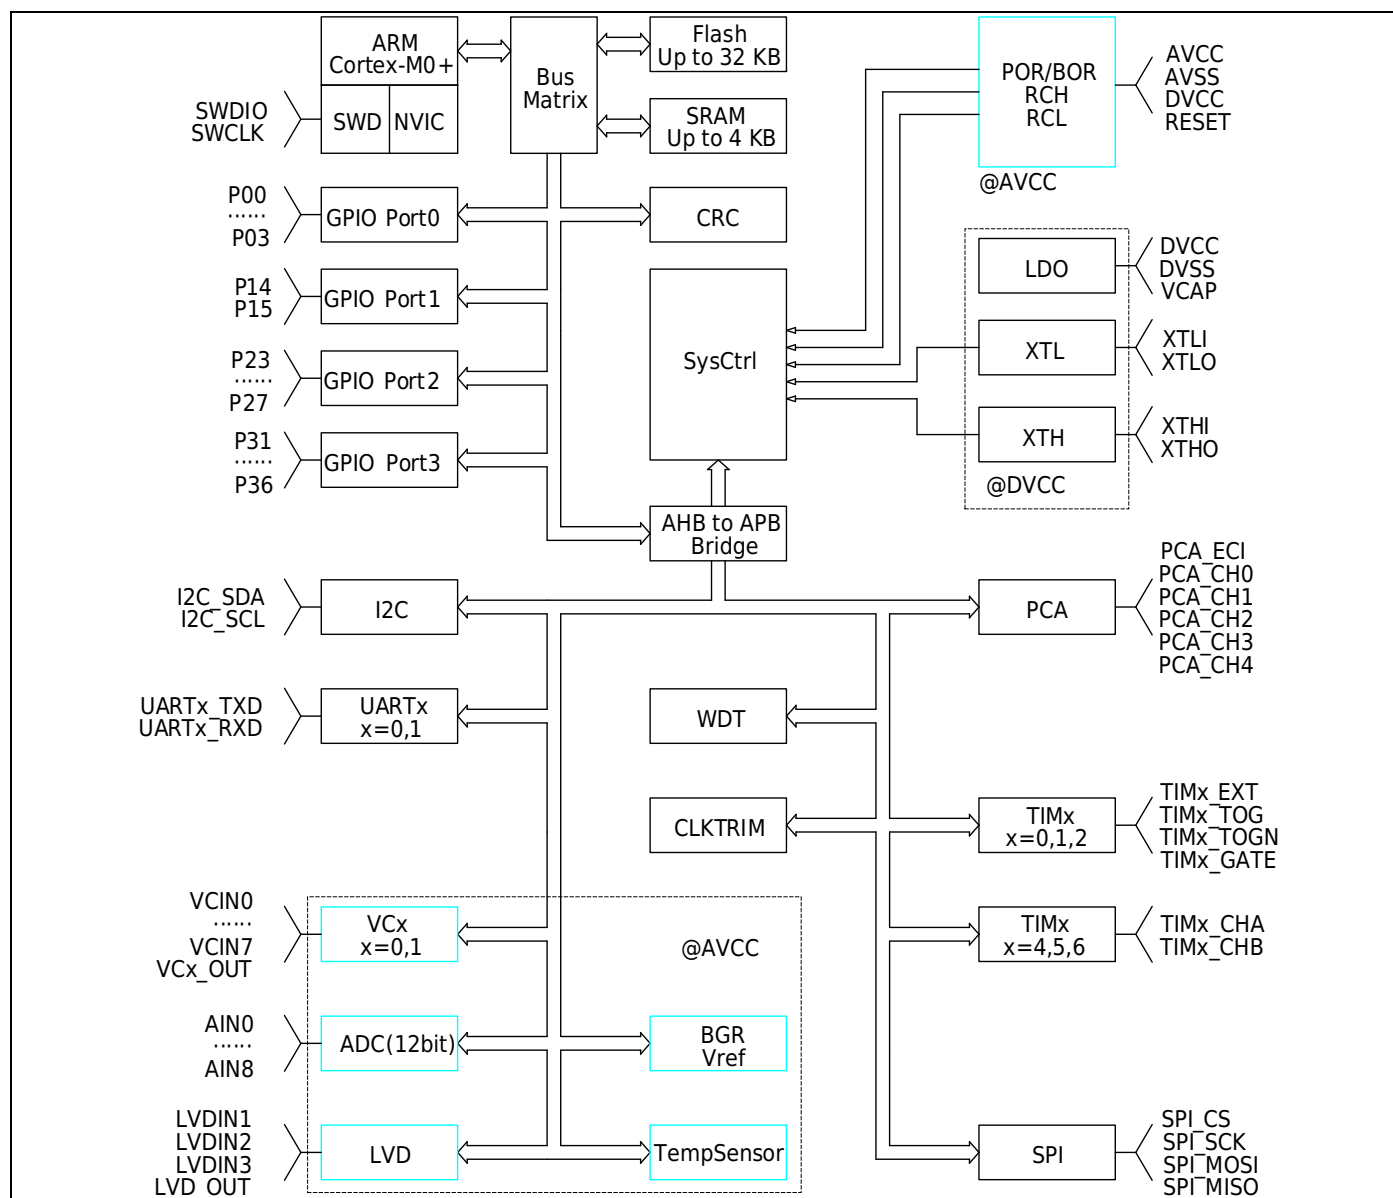 ARM
Cortex-M0+
SWD NVIC
SWDIO
SWCLK
Bus
Matrix
Flash
Up to 32 KB
SRAM
Up to 4 KB
POR/BOR
RCH
RCL
@AVCC
AVCC
AVSS
DVCC
RESET
P00
......
P03
GPIO Port0
CRC
P14
P15
GPIO Port1
P23
......
P27
GPIO Port2
P31
......
P36
GPIO Port3
SysCtrl
LDO
DVCC
DVSS
VCAP
XTL
XTLI
XTLO
XTH
XTHI
XTHO
@DVCC
AHB to APB
Bridge
I2C_SDA
I2C_SCL
I2C
PCA
PCA_ECI
PCA_CH0
PCA_CH1
PCA_CH2
PCA_CH3
PCA_CH4
UARTx_TXD
UARTx_RXD
UARTx
x=0,1
WDT
CLKTRIM
TIMx
x=0,1,2
TIMx_EXT
TIMx_TOG
TIMx_TOGN
TIMx_GATE
VCIN0
......
VCIN7
VCx_OUT
VCx
x=0,1
@AVCC
TIMx
x=4,5,6
TIMx_CHA
TIMx_CHB
AIN0
......
AIN8
ADC(12bit)
BGR
Vref
LVDIN1
LVDIN2
LVDIN3
LVD_OUT
LVD
TempSensor
SPI
SPI_CS
SPI_SCK
SPI_MOSI
SPI_MISO